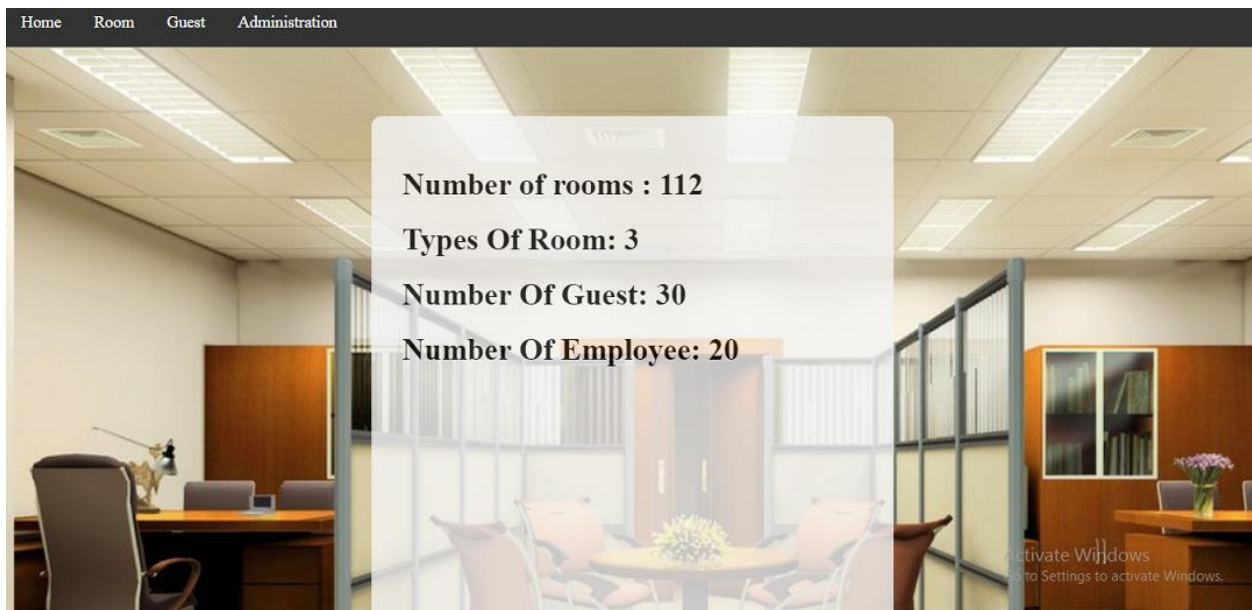 Home Room Guest Administration
Number of rooms : 112
Types Of Room: 3
Number Of Guest: 30
Number Of Employee: 20
Activate Windows
Go to Settings to activate Windows.